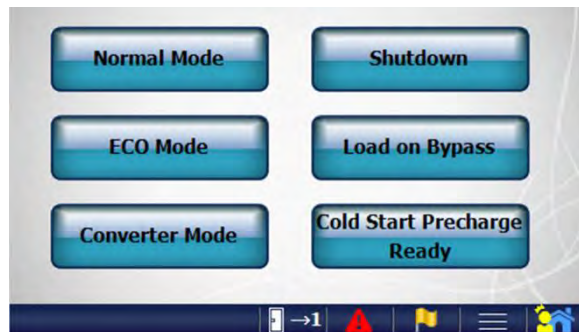 Normal Mode
Shutdown
ECO Mode
Load on Bypass
Converter Mode
Cold Start Precharge
Ready
→1